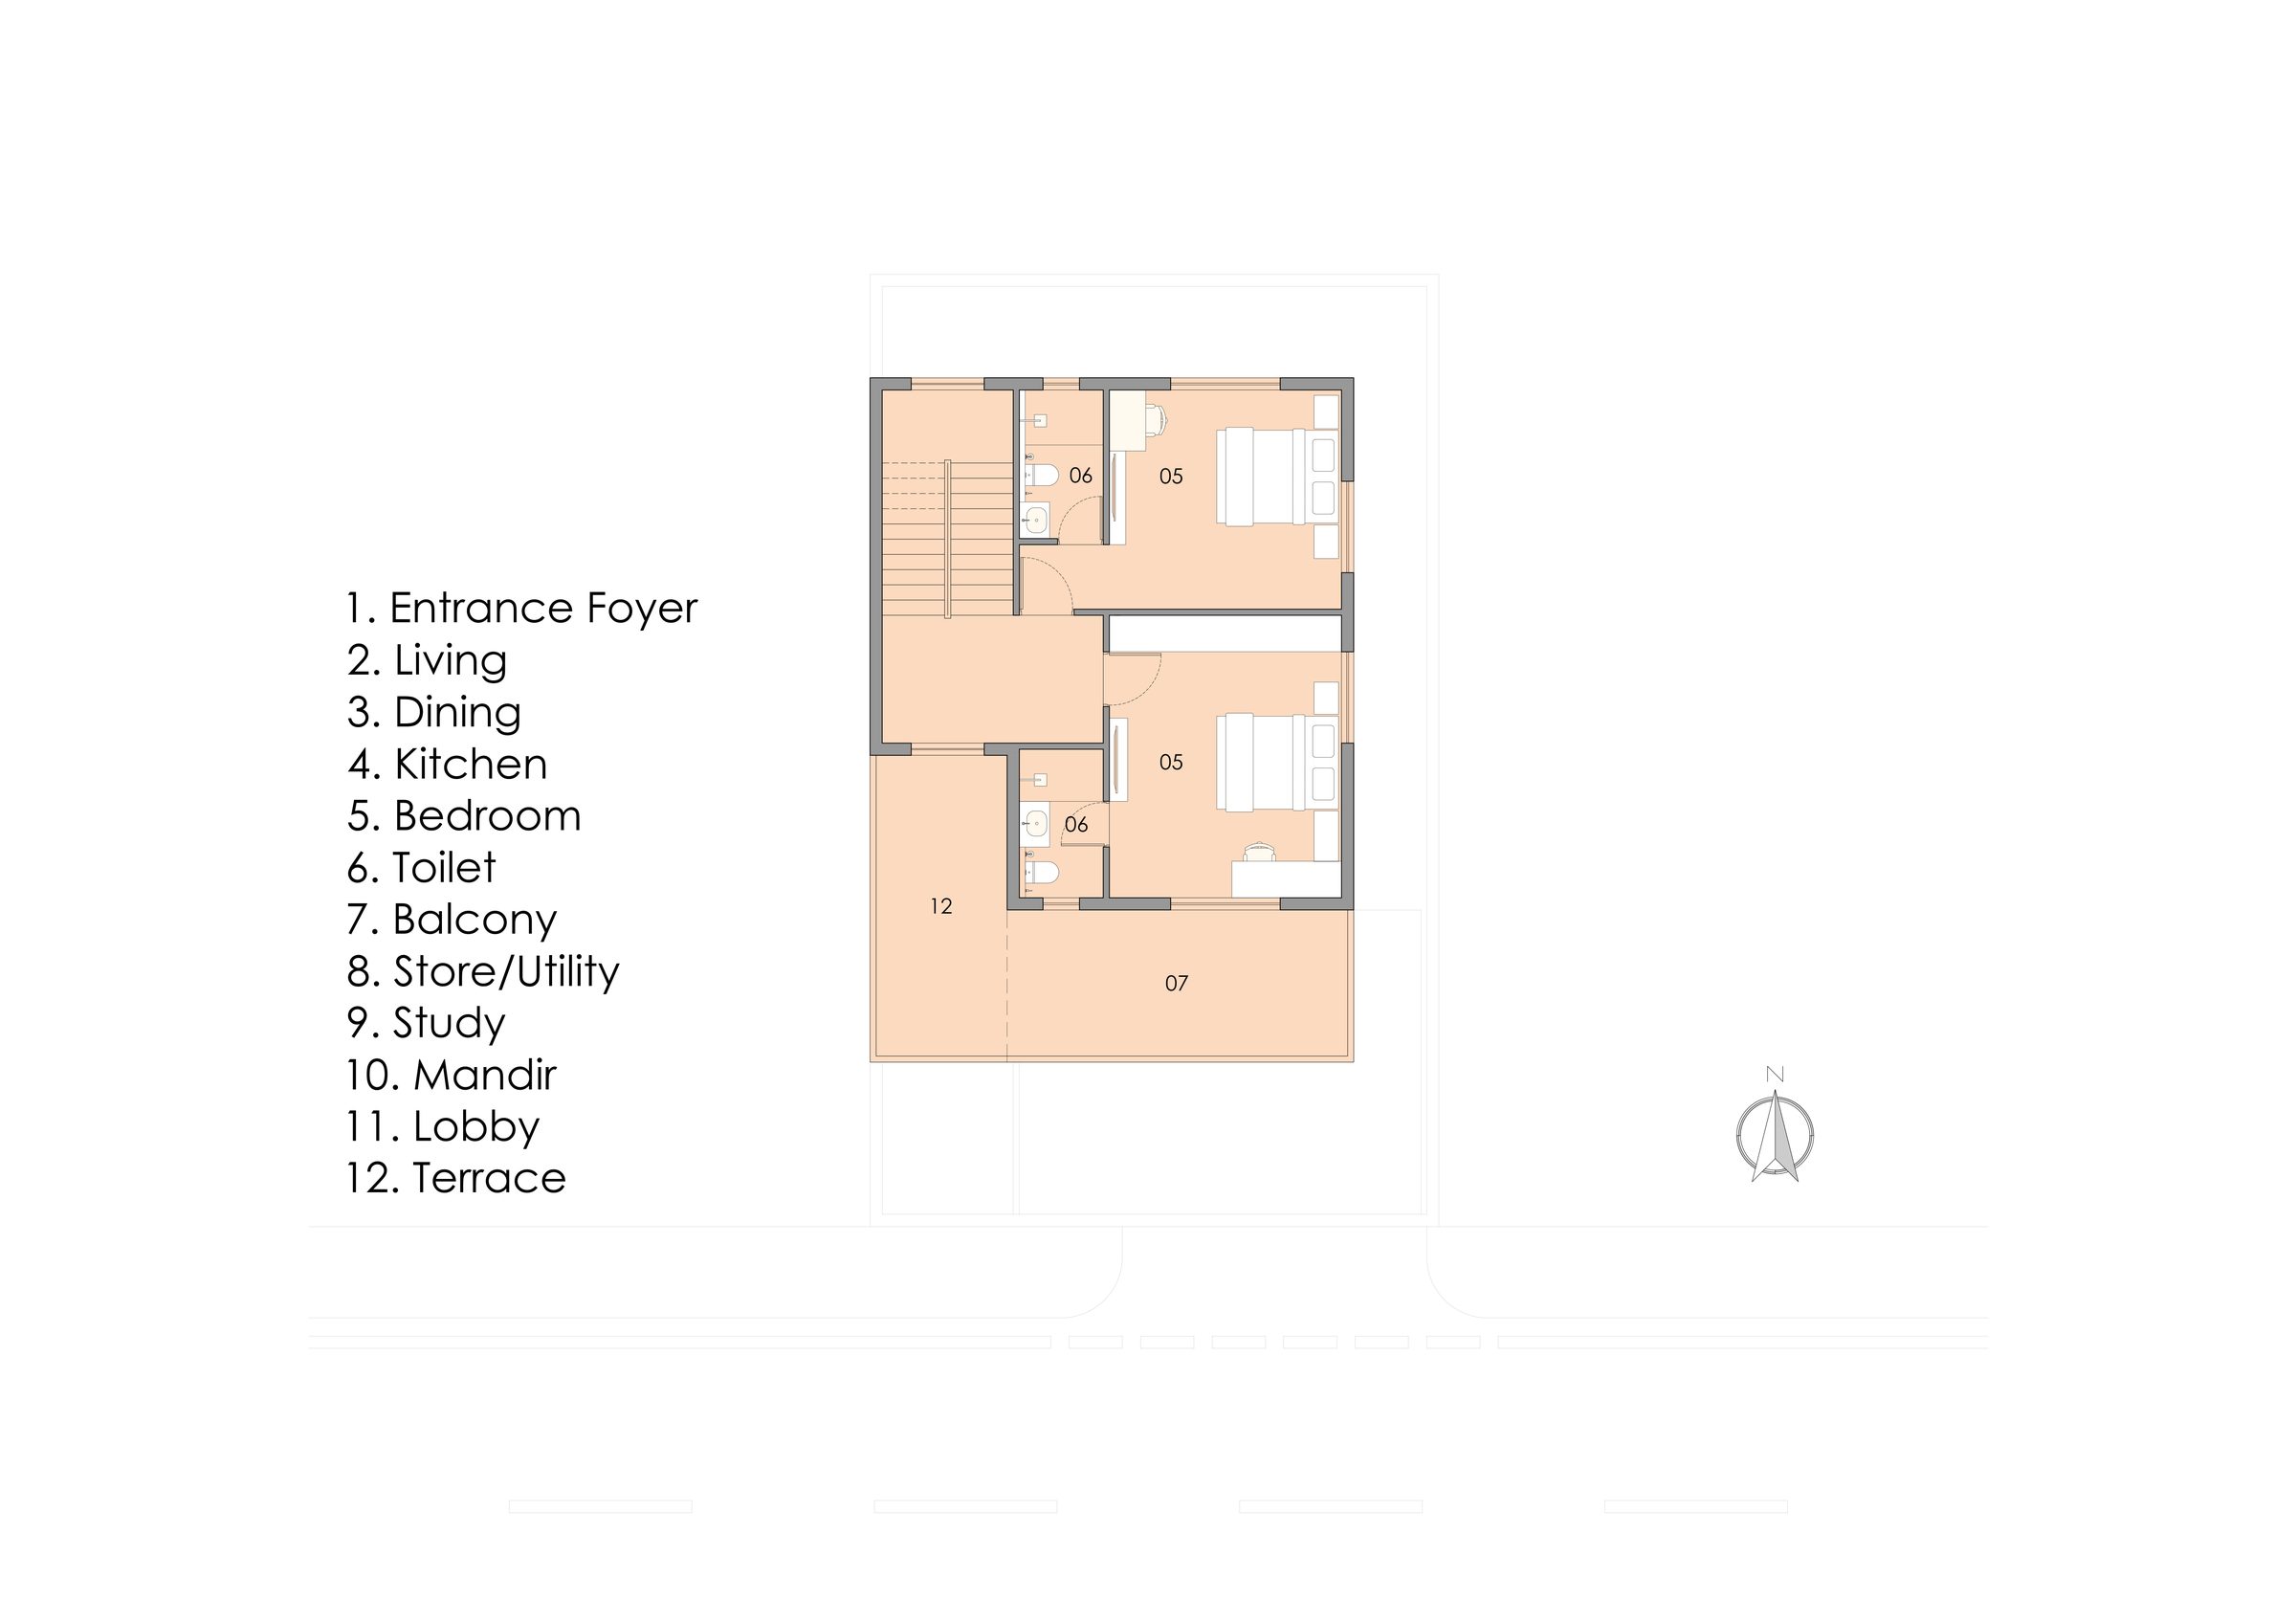 06
05
1. Entrance Foyer
2. Living
3. Dining
4. Kitchen
5. Bedroom
6. Toilet
7. Balcony
8. Store/Utility
9. Study
10. Mandir
11. Lobby
12. Terrace
05
06
12
07
N